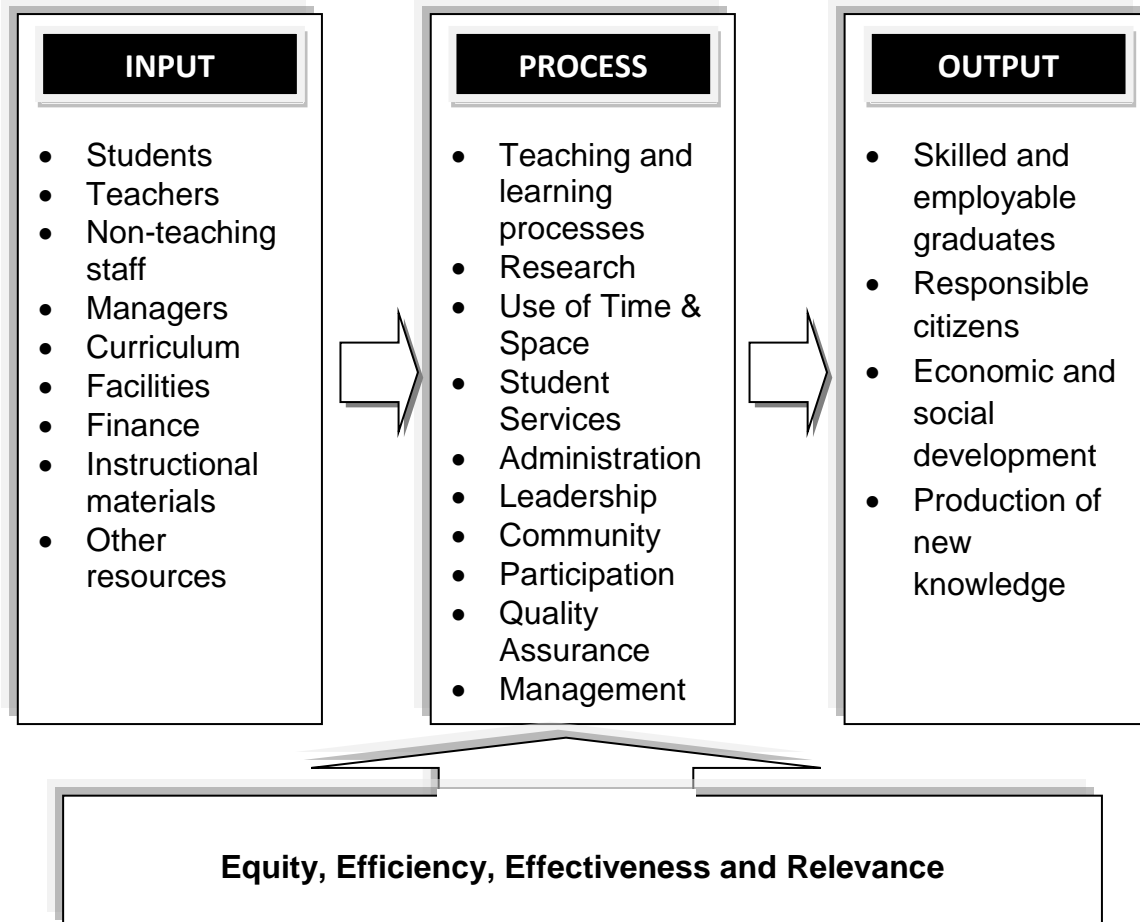 INPUT
• Students
• Teachers
• Non-teaching
staff
• Managers
• Curriculum
• Facilities
• Finance
• Instructional
materials
• Other
resources
PROCESS
• Teaching and
learning
processes
• Research
• Use of Time &
Space
• Student
Services
• Administration
• Leadership
• Community
• Participation
• Quality
Assurance
• Management
OUTPUT
• Skilled and
employable
graduates
• Responsible
citizens
• Economic and
social
development
• Production of
new
knowledge
Equity, Efficiency, Effectiveness and Relevance